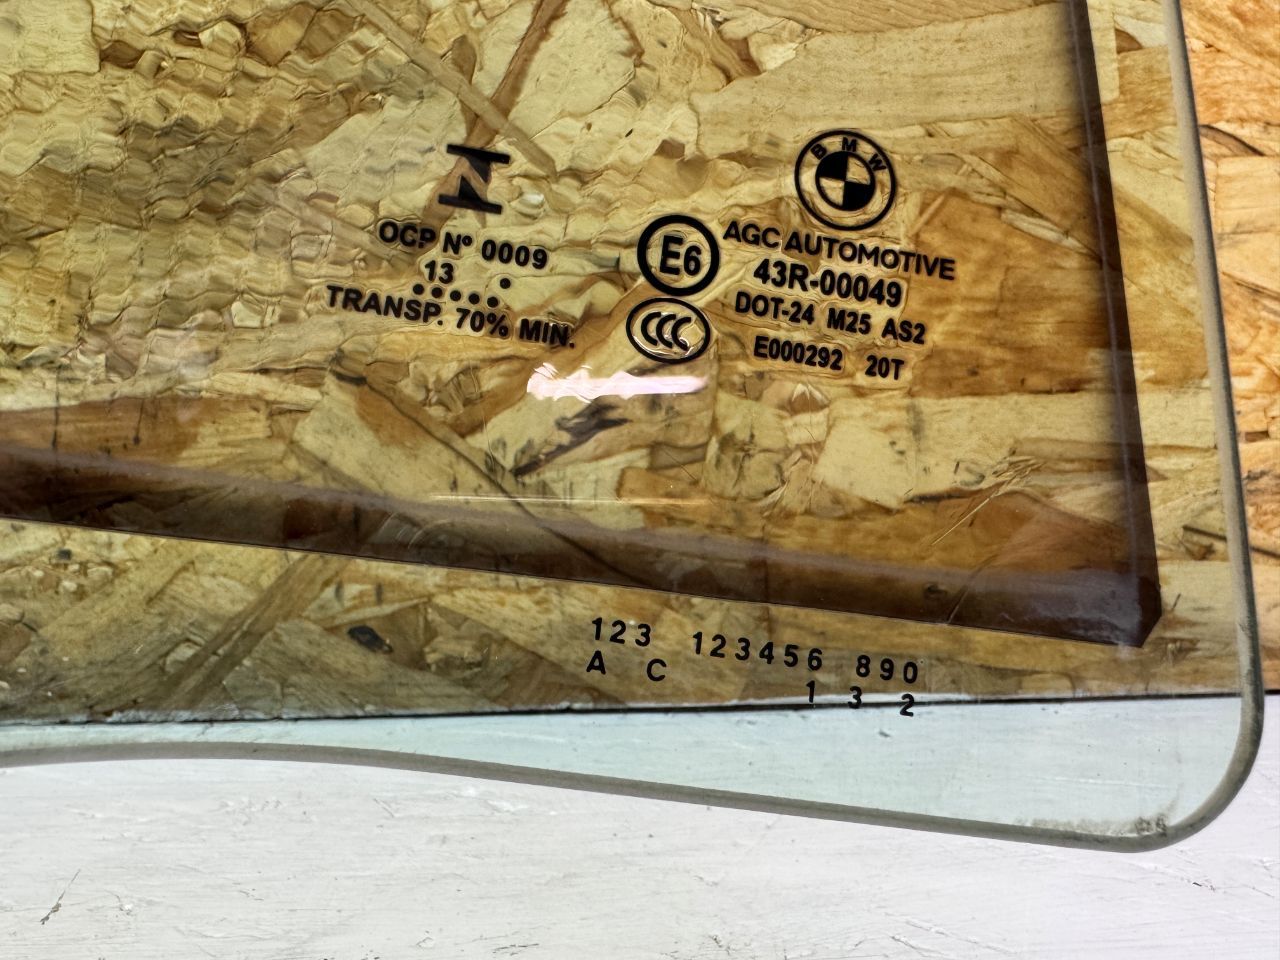 BMW
OCP Nº 0009
13
TRANSP. 70% MIN.
E6
CCC
AGC AUTOMOTIVE
43R-00049
DOT-24 M25 AS2
E000292 20T
123 123456 890
A C 1 3 2